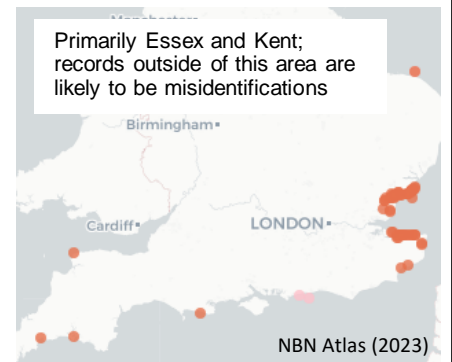 Manchester
Primarily Essex and Kent;
records outside of this area are
likely to be misidentifications
Birmingham
Cardiff
LONDON
NBN Atlas (2023)